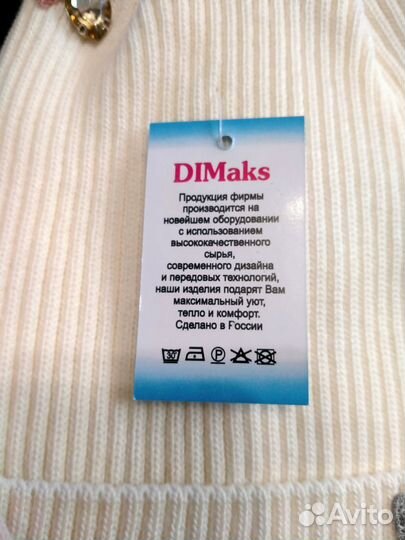 DIMaks
Продукция фирмы
производится на
новейшем оборудовании
с использованием
высококачественного
сырья,
современного дизайна
и передовых технологий,
наши изделия подарят Вам
максимальный уют,
тепло и комфорт.
Сделано в России
30
P
Avito